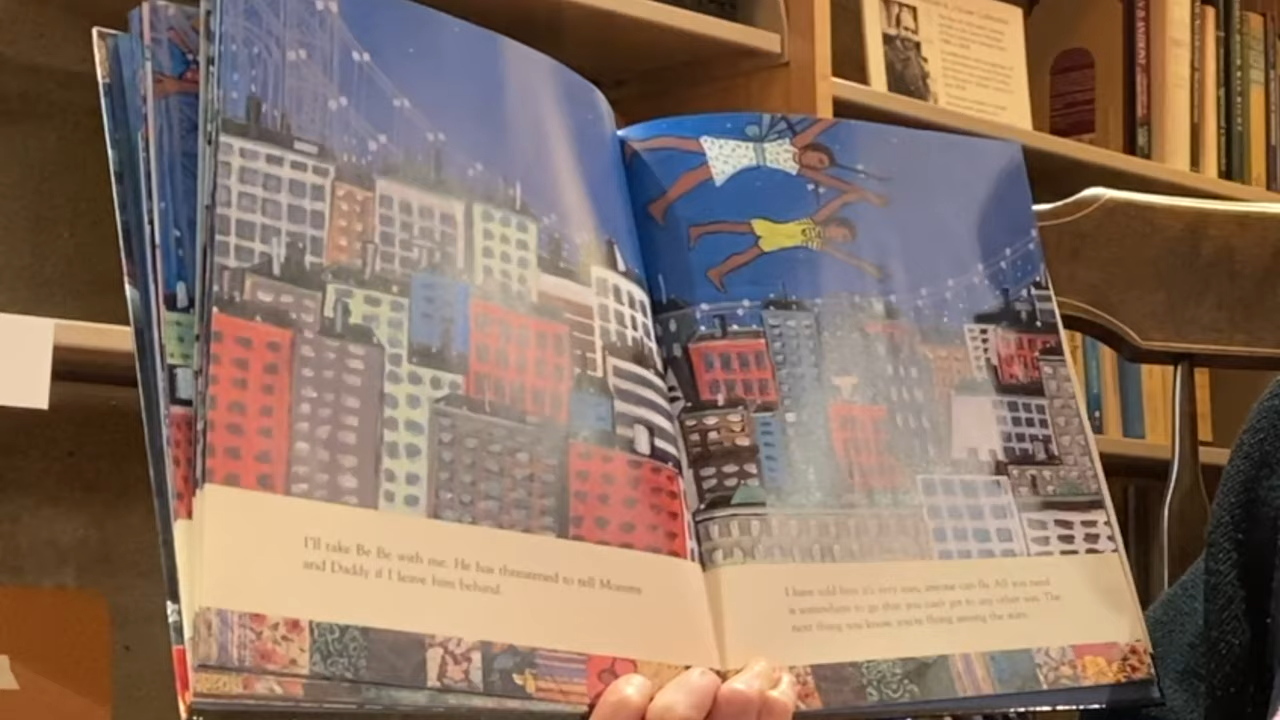 I'll take Be Be with me. He has threatened to tell Mommy
and Daddy if I leave him behind.
I have told him it's very easy, anyone can fly. All you need
is somewhere to go that you can't get to any other way. The
next thing you know, you're flying among the stars.